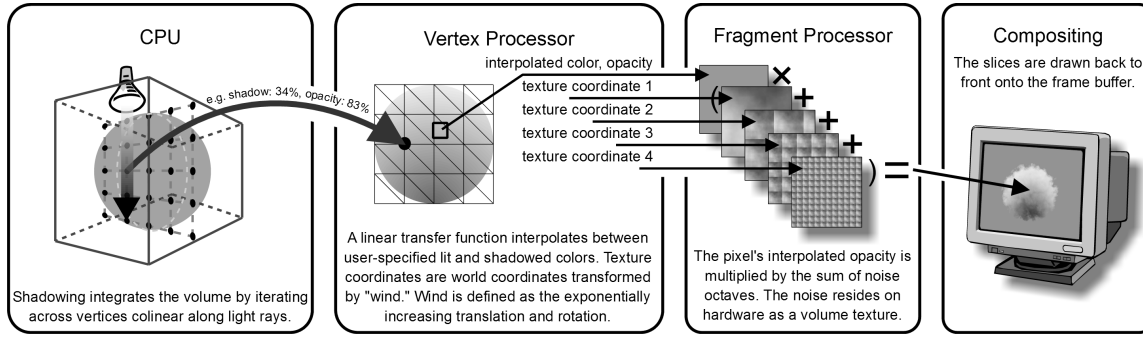 CPU
e.g. shadow: 34%, opacity: 83%
Shadowing integrates the volume by iterating
across vertices colinear along light rays.
Vertex Processor
interpolated color, opacity
texture coordinate 1
texture coordinate 2
texture coordinate 3
texture coordinate 4
A linear transfer function interpolates between
user-specified lit and shadowed colors. Texture
coordinates are world coordinates transformed
by "wind." Wind is defined as the exponentially
increasing translation and rotation.
Fragment Processor
×
( +
+
+
) =
The pixel's interpolated opacity is
multiplied by the sum of noise
octaves. The noise resides on
hardware as a volume texture.
Compositing
The slices are drawn back to
front onto the frame buffer.